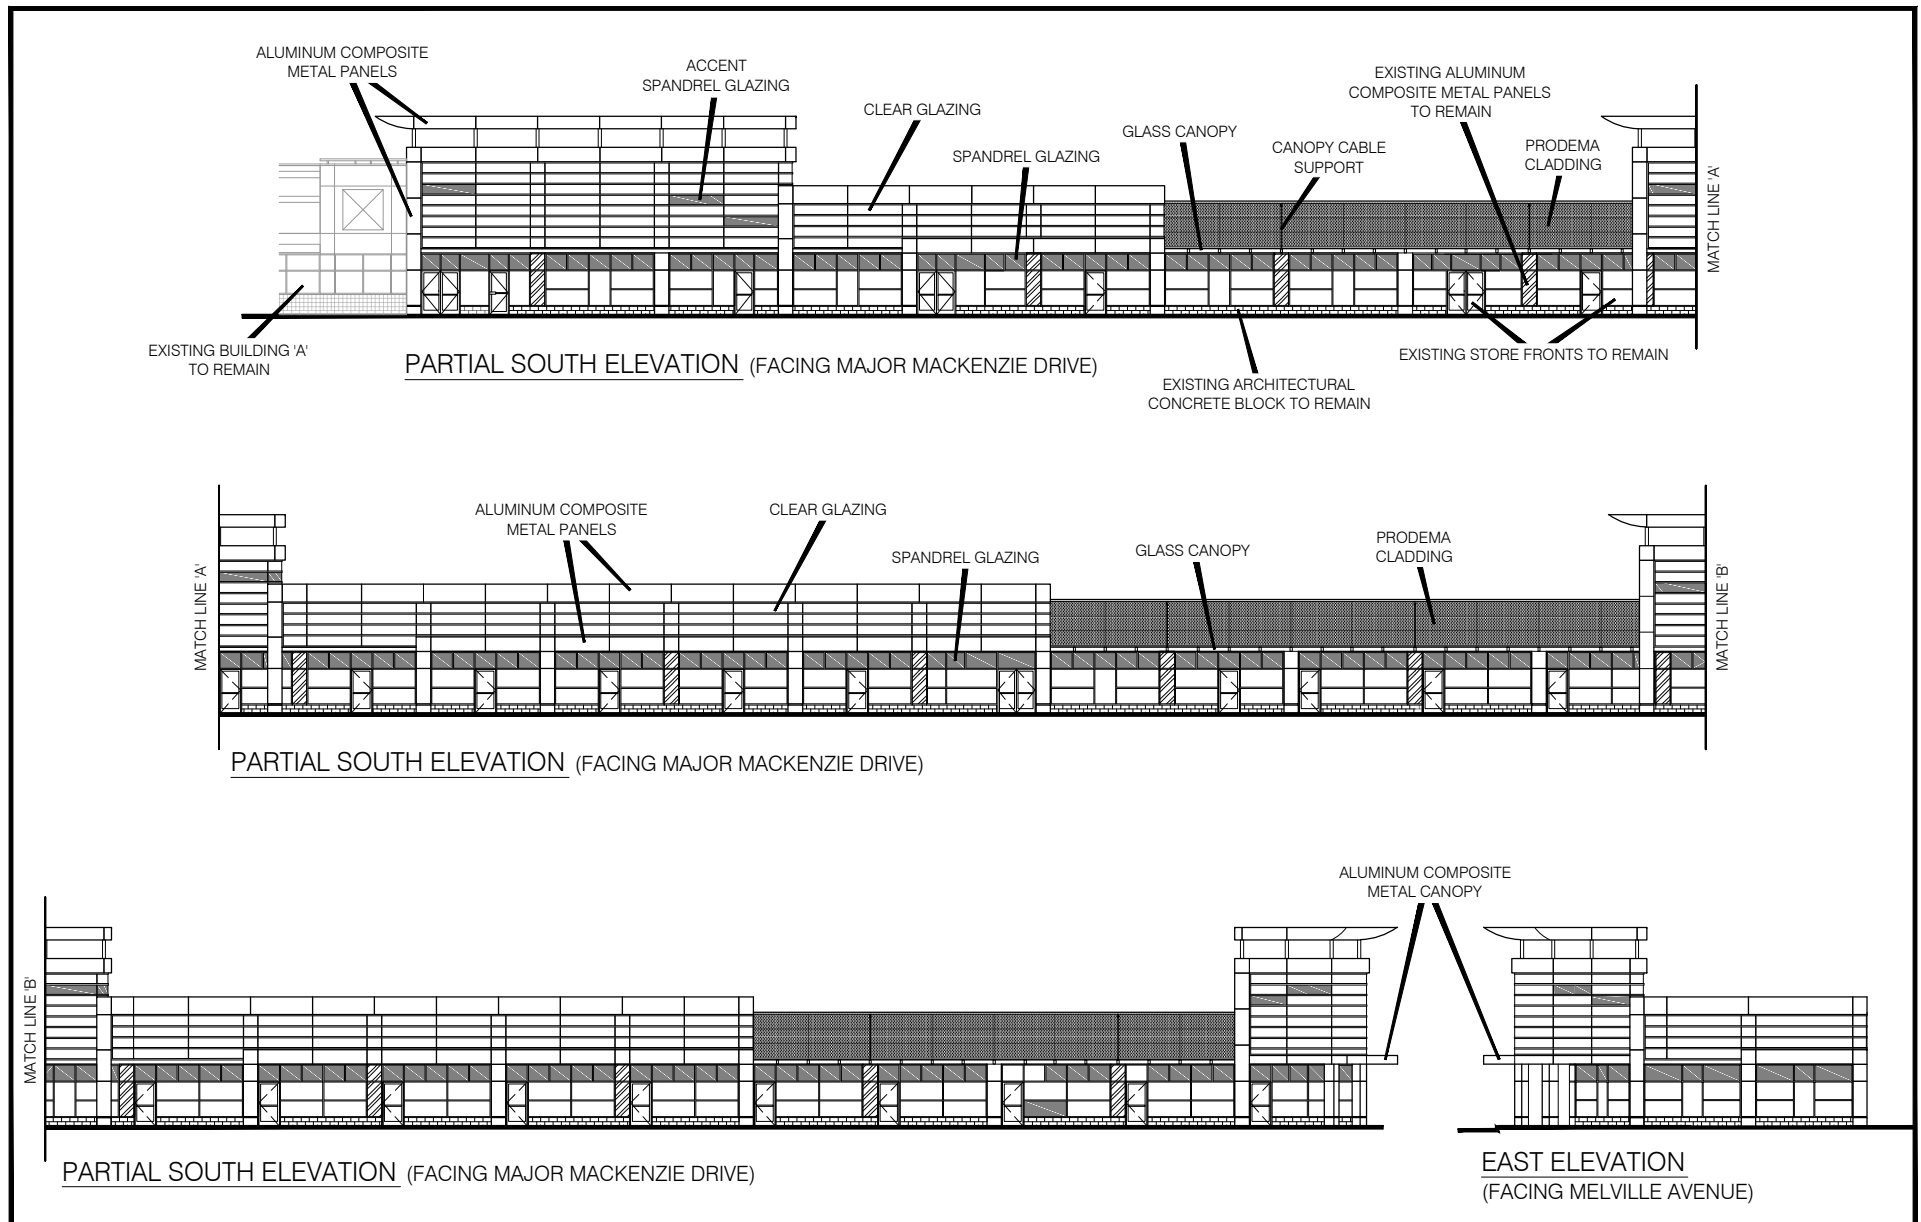 ALUMINUM COMPOSITE
METAL PANELS
ACCENT
SPANDREL GLAZING
CLEAR GLAZING
SPANDREL GLAZING
GLASS CANOPY
CANOPY CABLE
SUPPORT
EXISTING ALUMINUM
COMPOSITE METAL PANELS
TO REMAIN
PRODEMA
CLADDING
MATCH LINE 'A'
EXISTING BUILDING 'A'
TO REMAIN
PARTIAL SOUTH ELEVATION (FACING MAJOR MACKENZIE DRIVE)
EXISTING ARCHITECTURAL
CONCRETE BLOCK TO REMAIN
EXISTING STORE FRONTS TO REMAIN
MATCH LINE 'A'
ALUMINUM COMPOSITE
METAL PANELS
CLEAR GLAZING
SPANDREL GLAZING
GLASS CANOPY
PRODEMA
CLADDING
MATCH LINE 'B'
PARTIAL SOUTH ELEVATION (FACING MAJOR MACKENZIE DRIVE)
MATCH LINE 'B'
ALUMINUM COMPOSITE
METAL CANOPY
PARTIAL SOUTH ELEVATION (FACING MAJOR MACKENZIE DRIVE)
EAST ELEVATION
(FACING MELVILLE AVENUE)